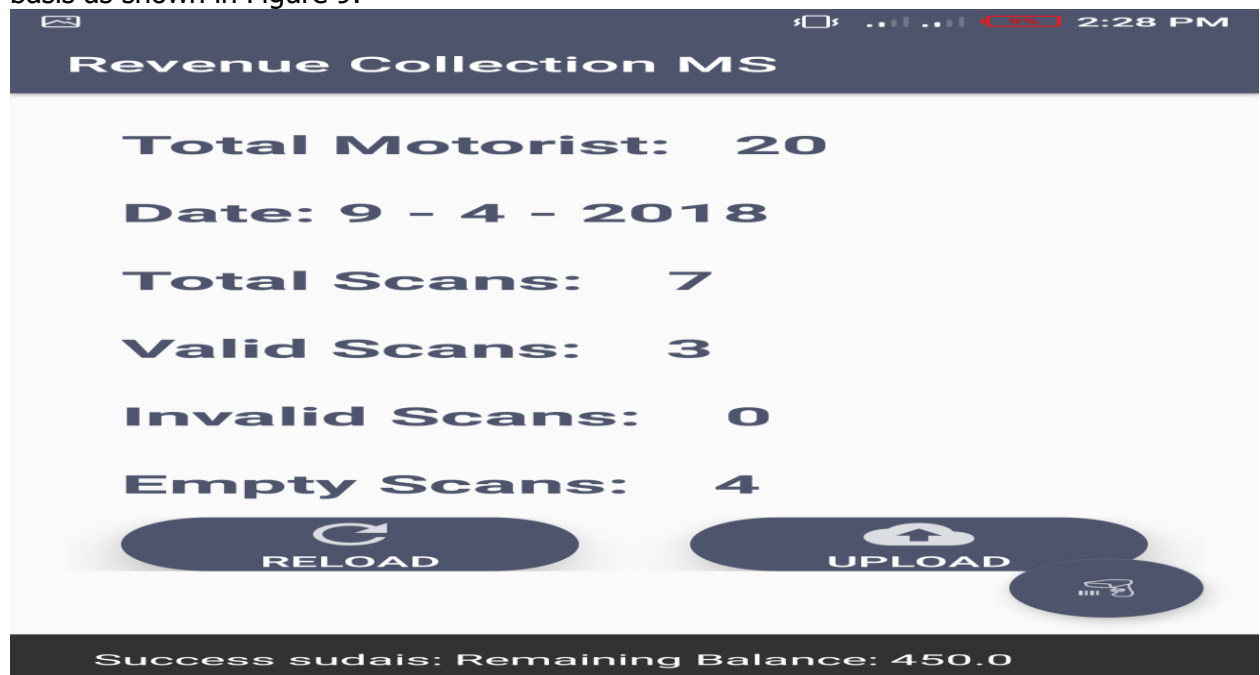 basis as shown in Figure 9.
9% 2:28 PM
Revenue Collection MS
Total Motorist: 20
Date: 9 - 4 - 2018
Total Scans: 7
Valid Scans: 3
Invalid Scans: 0
Empty Scans: 4
RELOAD UPLOAD
Success sudais: Remaining Balance: 450.0